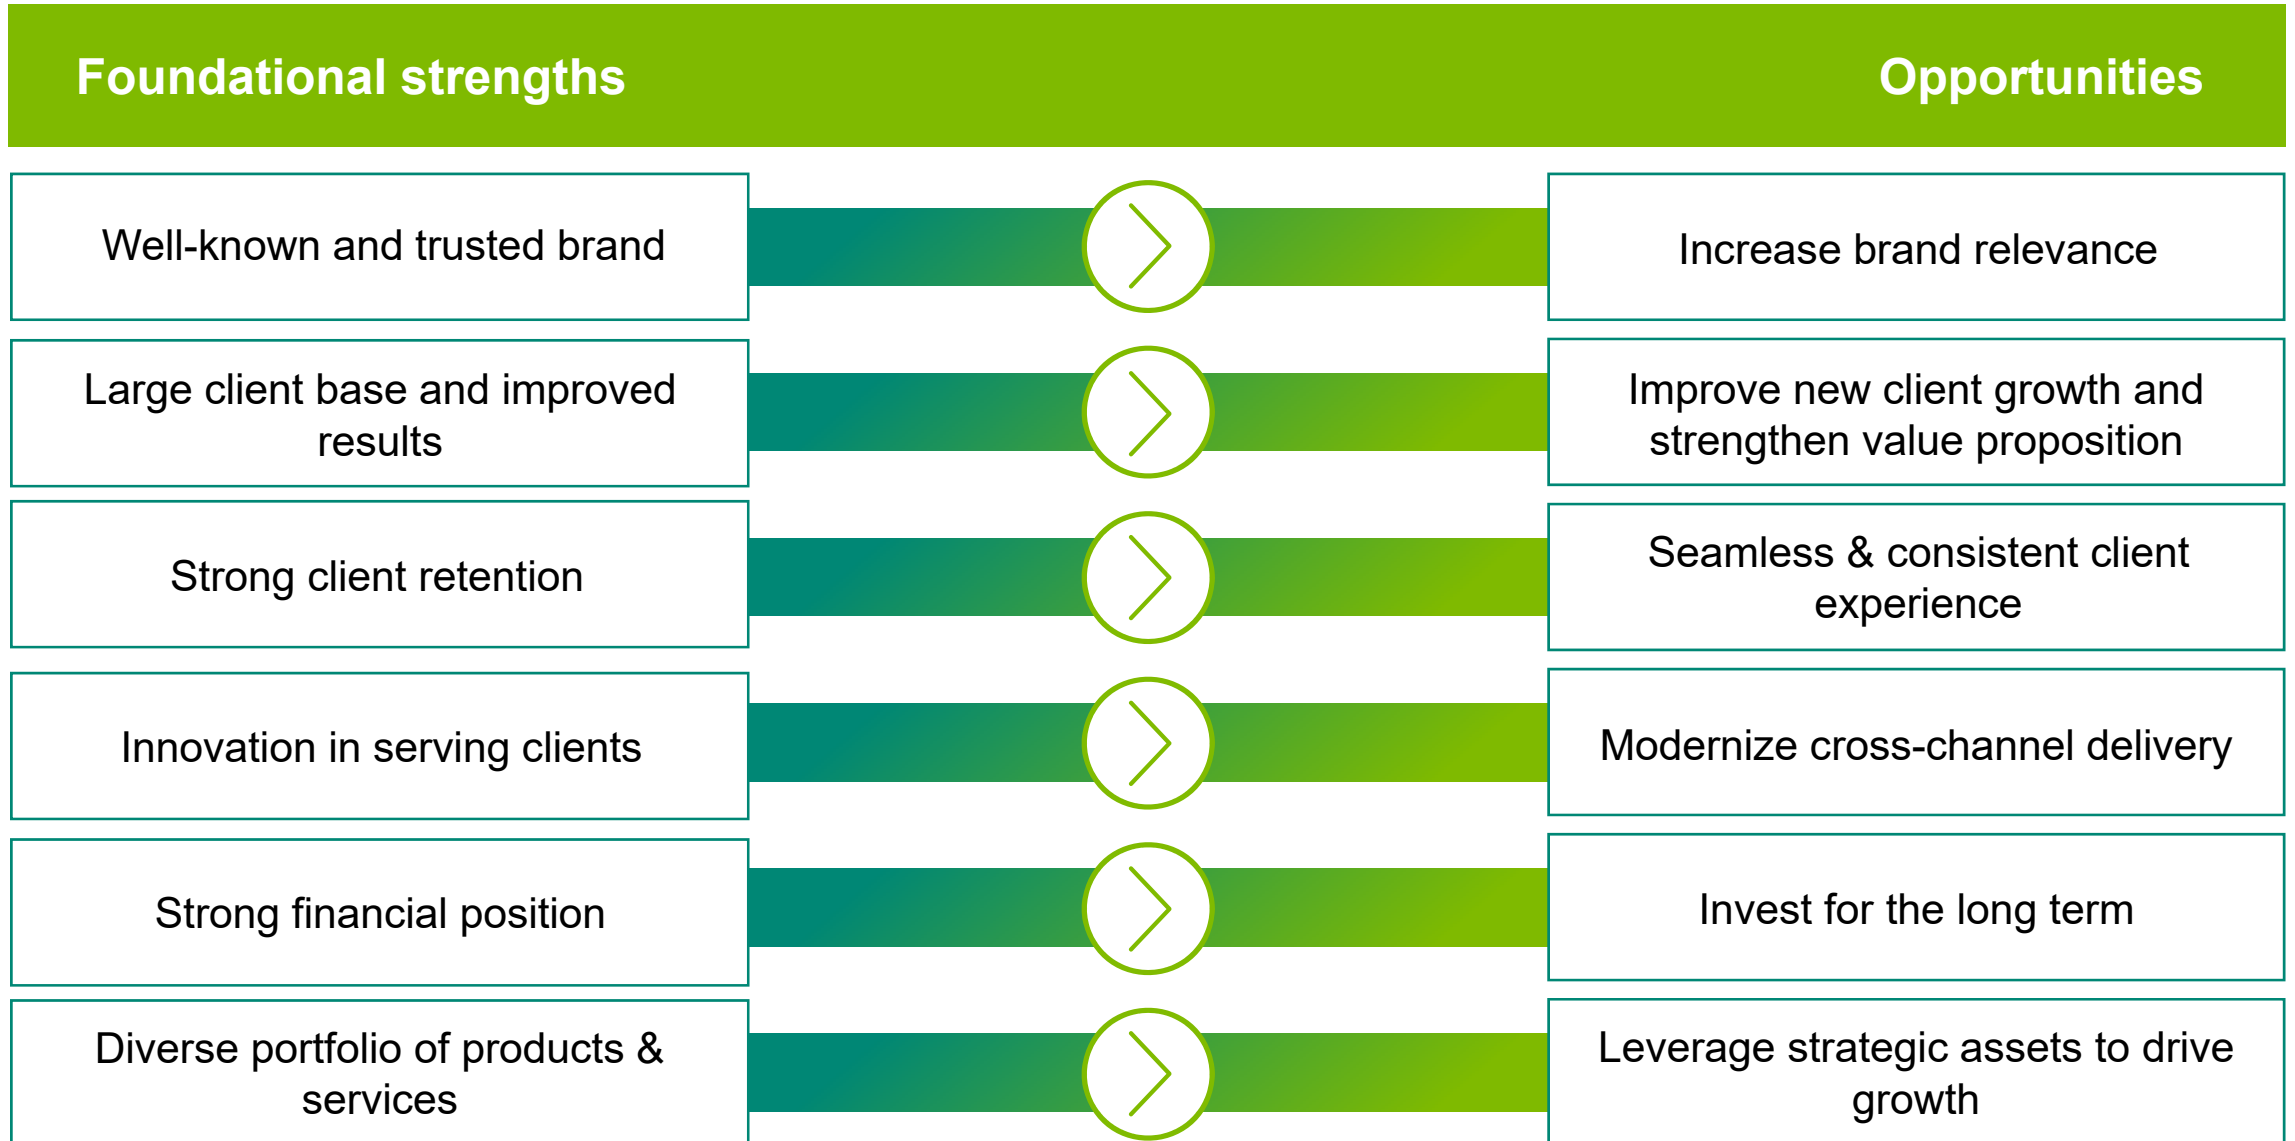 Foundational strengths
Opportunities
Well-known and trusted brand
Increase brand relevance
Large client base and improved
results
Improve new client growth and
strengthen value proposition
Strong client retention
Seamless & consistent client
experience
Innovation in serving clients
Modernize cross-channel delivery
Strong financial position
Invest for the long term
Diverse portfolio of products &
services
Leverage strategic assets to drive
growth